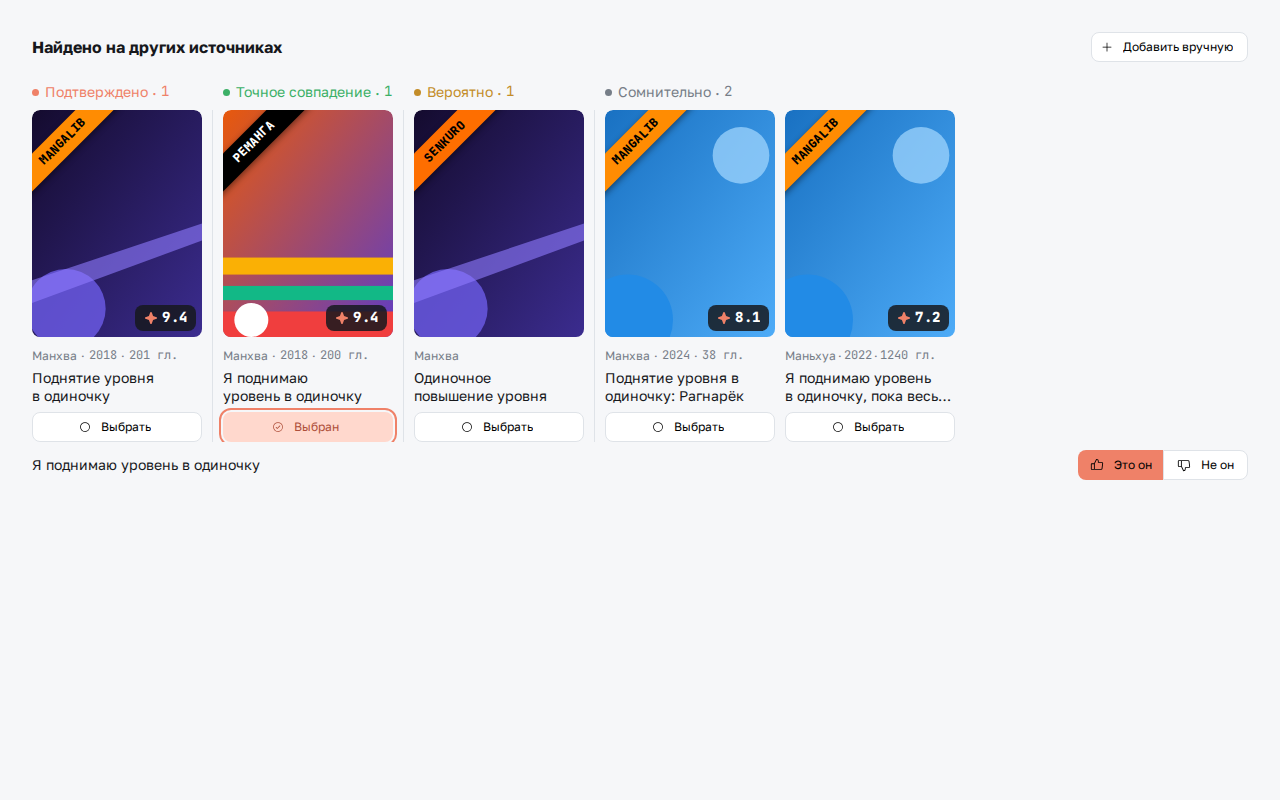 Найдено на других источниках
Добавить вручную
Подтверждено · 1
Точное совпадение · 1
Вероятно · 1
Сомнительно · 2
MANGALIB
9.4
Манхва · 2018 · 201 гл.
Поднятие уровня
в одиночку
Выбрать
РЕМАНГА
9.4
Манхва · 2018 · 200 гл.
Я поднимаю
уровень в одиночку
Выбран
SENKURO
Манхва
Одиночное
повышение уровня
Выбрать
MANGALIB
8.1
Манхва · 2024 · 38 гл.
Поднятие уровня в
одиночку: Рагнарёк
Выбрать
MANGALIB
7.2
Маньхуа · 2022 · 1240 гл.
Я поднимаю уровень
в одиночку, пока весь...
Выбрать
Я поднимаю уровень в одиночку
Это он
Не он